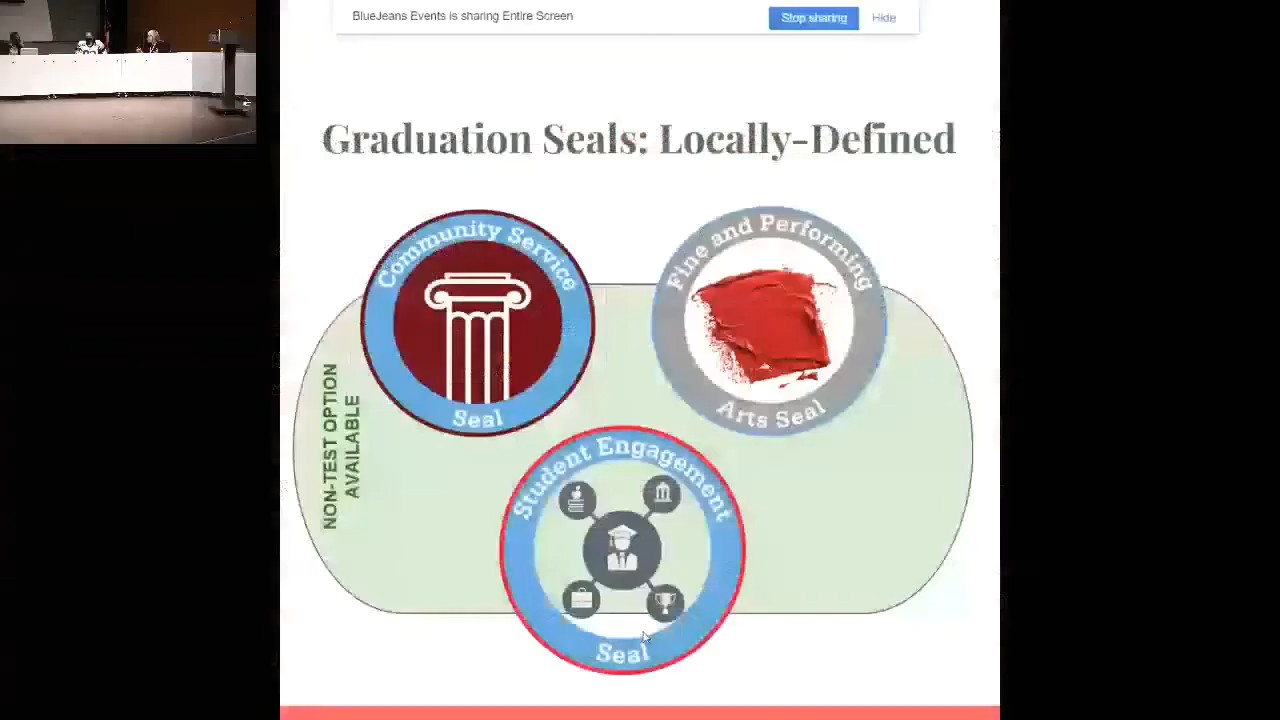 BlueJeans Events is sharing Entire Screen
Stop sharing
Hide
Graduation Seals: Locally-Defined
Community Service
Seal
Fine and Performing
Arts Seal
NON-TEST OPTION
AVAILABLE
Student Engagement
Seal